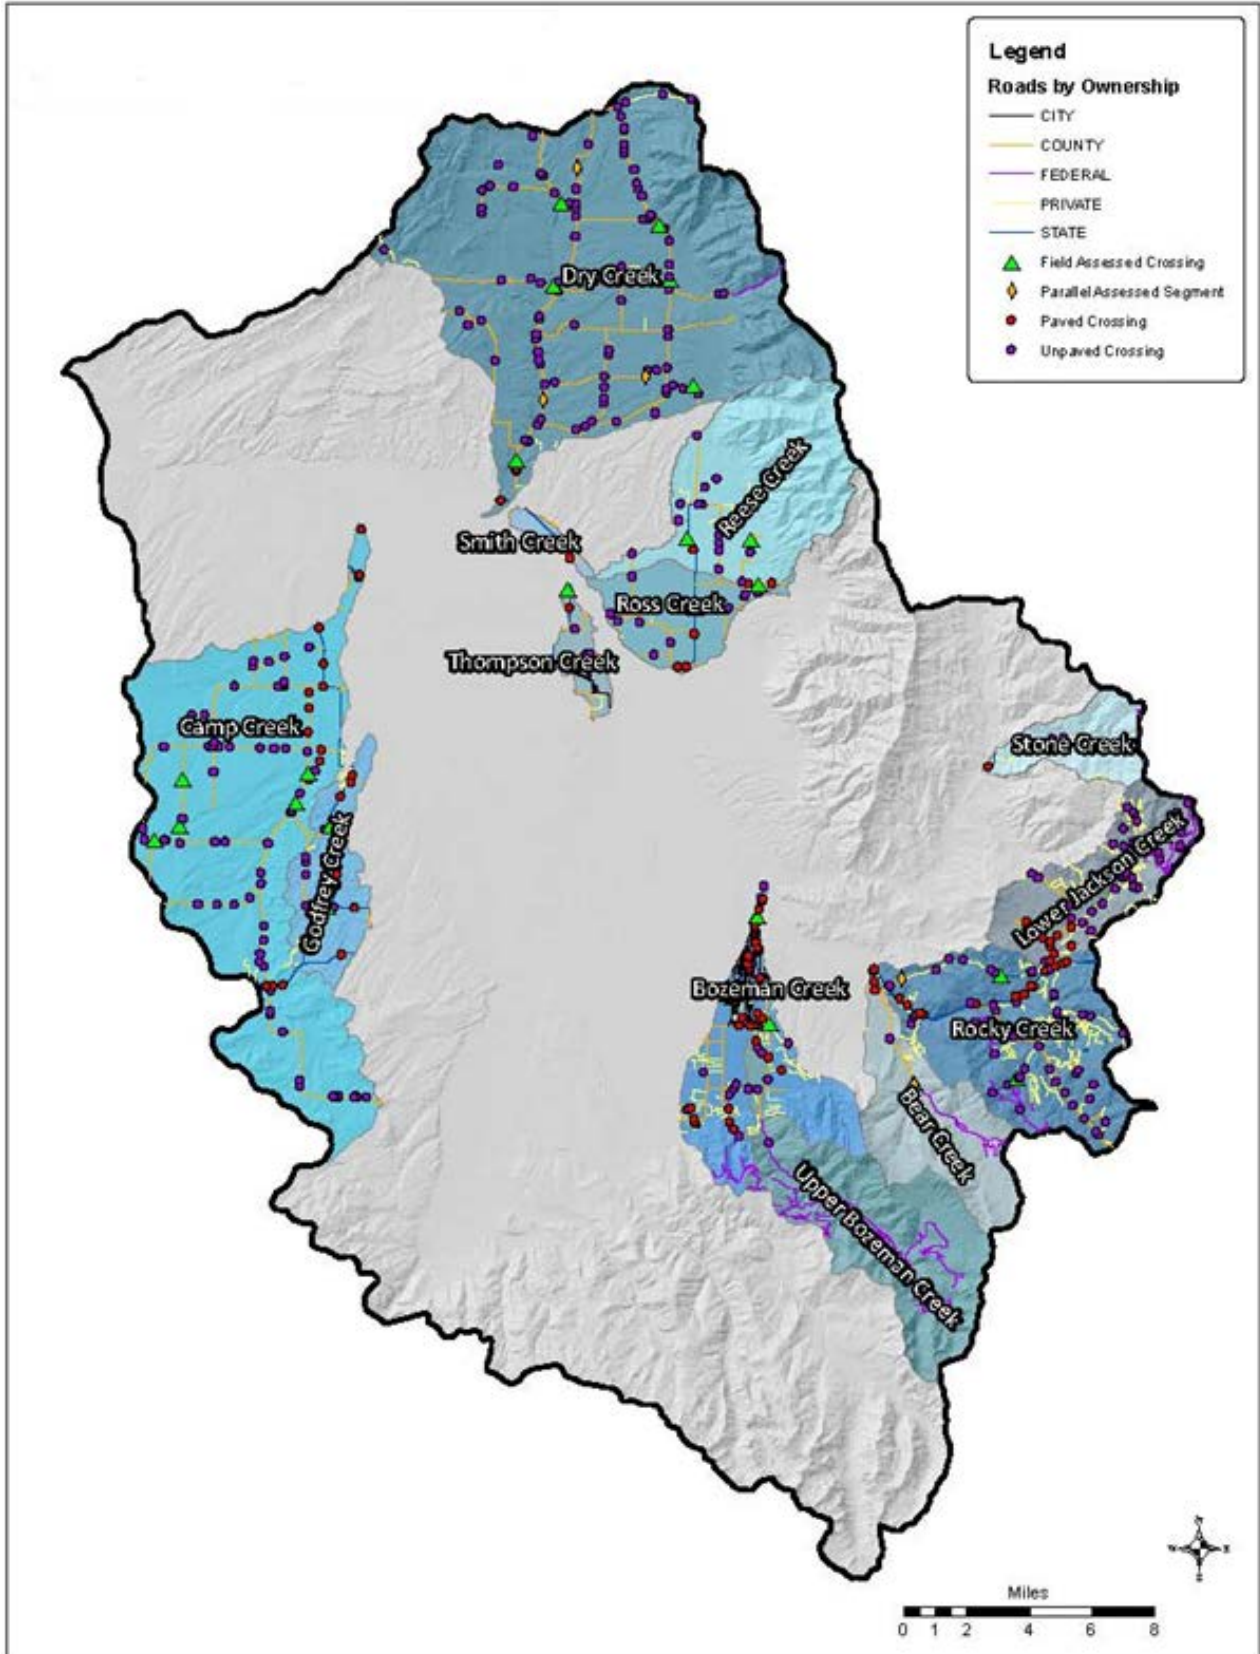 Legend
Roads by Ownership
CITY
COUNTY
FEDERAL
PRIVATE
STATE
Field Assessed Crossing
Parallel Assessed Segment
Paved Crossing
Unpaved Crossing
Dry Creek
Reese Creek
Smith Creek
Ross Creek
Thompson Creek
Camp Creek
Stone Creek
Godfrey Creek
Lower Jackson Creek
Bozeman Creek
Rocky Creek
Bear Creek
Upper Bozeman Creek
N
W E
S
Miles
0 1 2 4 6 8